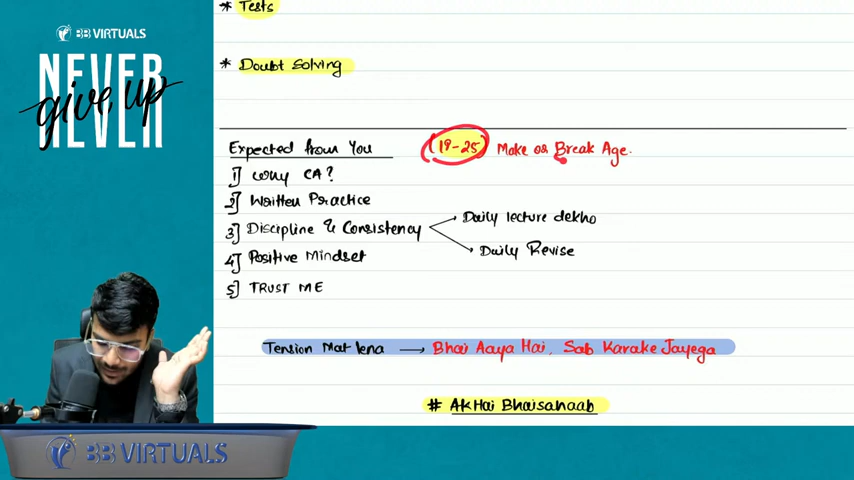 * Tests
BB VIRTUALS
NEVER
give up
NEVER
* Doubt Solving
Expected from You
(19-25) Make or Break Age.
1] Why CA?
2] Written Practice
3] Discipline & Consistency
Daily lecture dekho
Daily Revise
4] Positive Mindset
5] TRUST ME
Tension Mat lena → Bhai Aaya Hai, Sab Karake Jayega
# AKHai Bhaisahaab
BB VIRTUALS